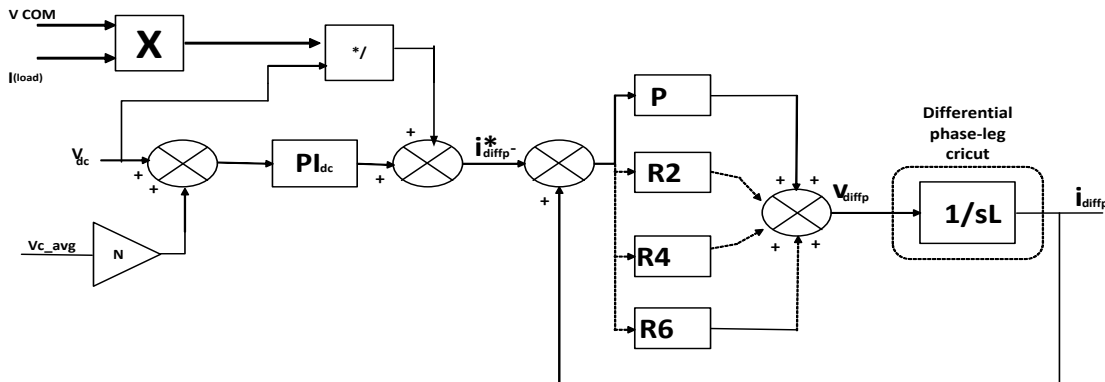 V COM
I(load)
X
*/
+
Vdc
+
+
PIdc
+
i*diffp-
+
Vc_avg
N
P
R2
R4
R6
+
+
+
+
vdiffp
Differential
phase-leg
cricut
1/sL
idiffp